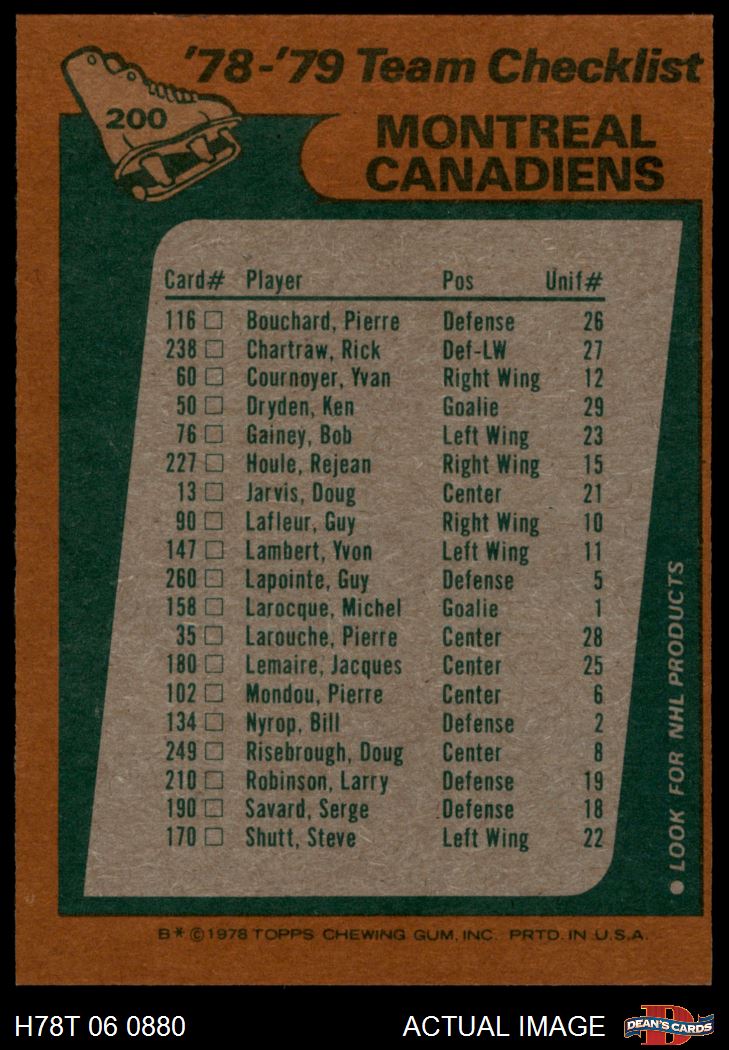 '78-'79 Team Checklist
200
MONTREAL
CANADIENS
Card# Player Pos Unif#
116 □ Bouchard, Pierre Defense 26
238 □ Chartraw, Rick Def-LW 27
60 □ Cournoyer, Yvan Right Wing 12
50 □ Dryden, Ken Goalie 29
76 □ Gainey, Bob Left Wing 23
227 □ Houle, Rejean Right Wing 15
13 □ Jarvis, Doug Center 21
90 □ Lafleur, Guy Right Wing 10
147 □ Lambert, Yvon Left Wing 11
260 □ Lapointe, Guy Defense 5
158 □ Larocque, Michel Goalie 1
35 □ Larouche, Pierre Center 28
180 □ Lemaire, Jacques Center 25
102 □ Mondou, Pierre Center 6
134 □ Nyrop, Bill Defense 2
249 □ Risebrough, Doug Center 8
210 □ Robinson, Larry Defense 19
190 □ Savard, Serge Defense 18
170 □ Shutt, Steve Left Wing 22
● LOOK FOR NHL PRODUCTS
B* © 1978 TOPPS CHEWING GUM, INC. PRTD. IN U.S.A.
H78T 06 0880
ACTUAL IMAGE
D
DEAN'S CARDS